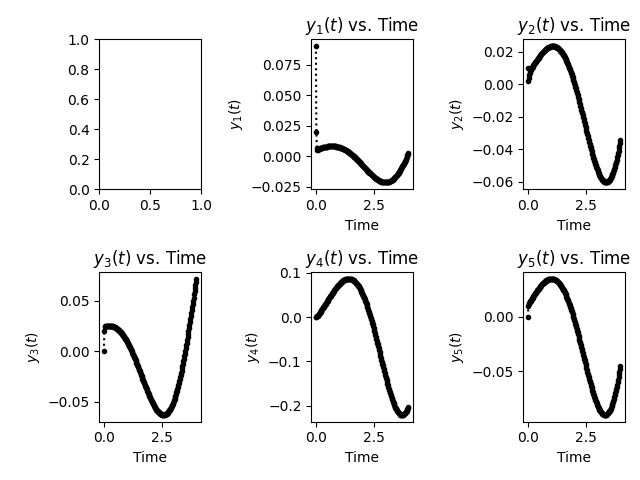 y₁(t) vs. Time
y₂(t) vs. Time
1.0
0.8
0.6
0.4
0.2
0.0
0.0 0.5 1.0
y₁(t)
0.075
0.050
0.025
0.000
−0.025
0.0 2.5
Time
y₂(t)
0.02
0.00
−0.02
−0.04
−0.06
0.0 2.5
Time
y₃(t) vs. Time
y₄(t) vs. Time
y₅(t) vs. Time
y₃(t)
0.05
0.00
−0.05
0.0 2.5
Time
y₄(t)
0.1
0.0
−0.1
−0.2
0.0 2.5
Time
y₅(t)
0.00
−0.05
0.0 2.5
Time